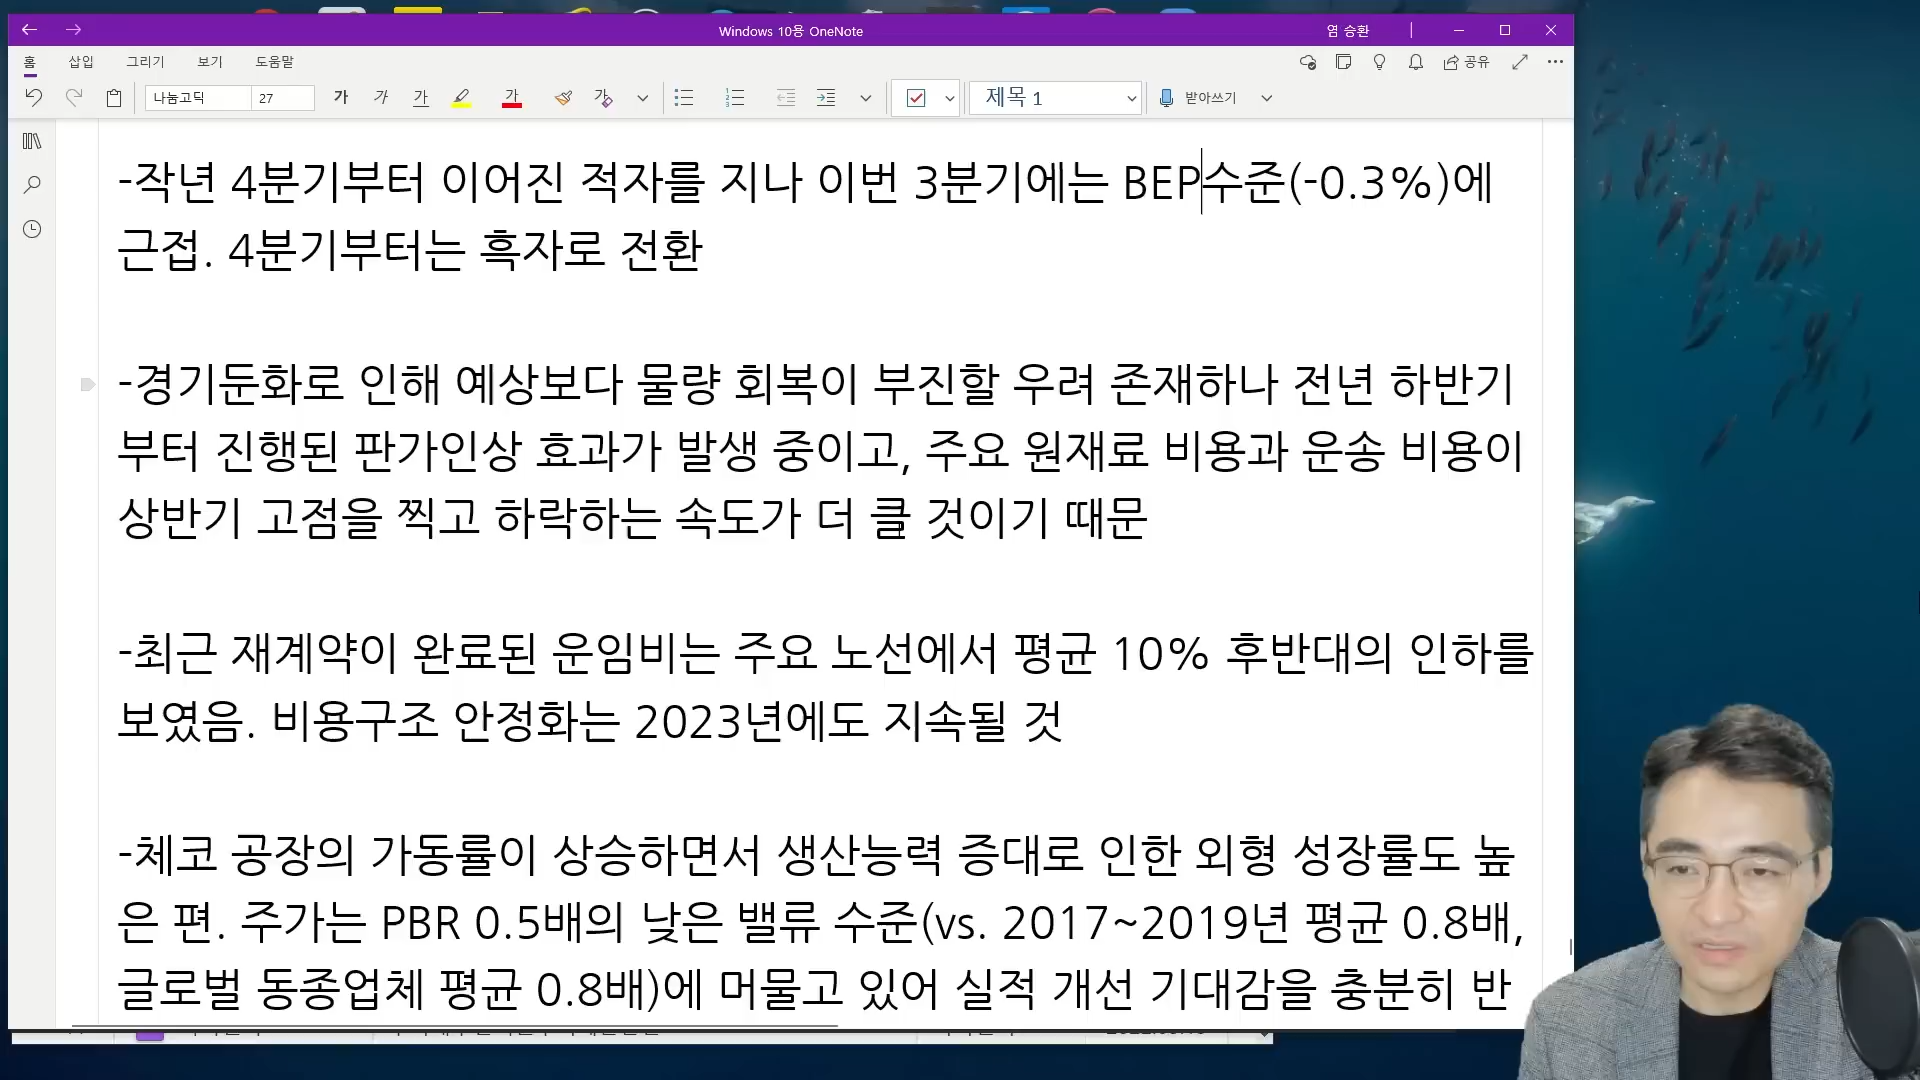 Windows 10용 OneNote
염 승환
홈 삽입 그리기 보기 도움말
공유
나눔고딕 27 가 가 가 가 가 제목 1 받아쓰기
-작년 4분기부터 이어진 적자를 지나 이번 3분기에는 BEP수준(-0.3%)에
근접. 4분기부터는 흑자로 전환
-경기둔화로 인해 예상보다 물량 회복이 부진할 우려 존재하나 전년 하반기
부터 진행된 판가인상 효과가 발생 중이고, 주요 원재료 비용과 운송 비용이
상반기 고점을 찍고 하락하는 속도가 더 클 것이기 때문
-최근 재계약이 완료된 운임비는 주요 노선에서 평균 10% 후반대의 인하를
보였음. 비용구조 안정화는 2023년에도 지속될 것
-체코 공장의 가동률이 상승하면서 생산능력 증대로 인한 외형 성장률도 높
은 편. 주가는 PBR 0.5배의 낮은 밸류 수준(vs. 2017~2019년 평균 0.8배,
글로벌 동종업체 평균 0.8배)에 머물고 있어 실적 개선 기대감을 충분히 반